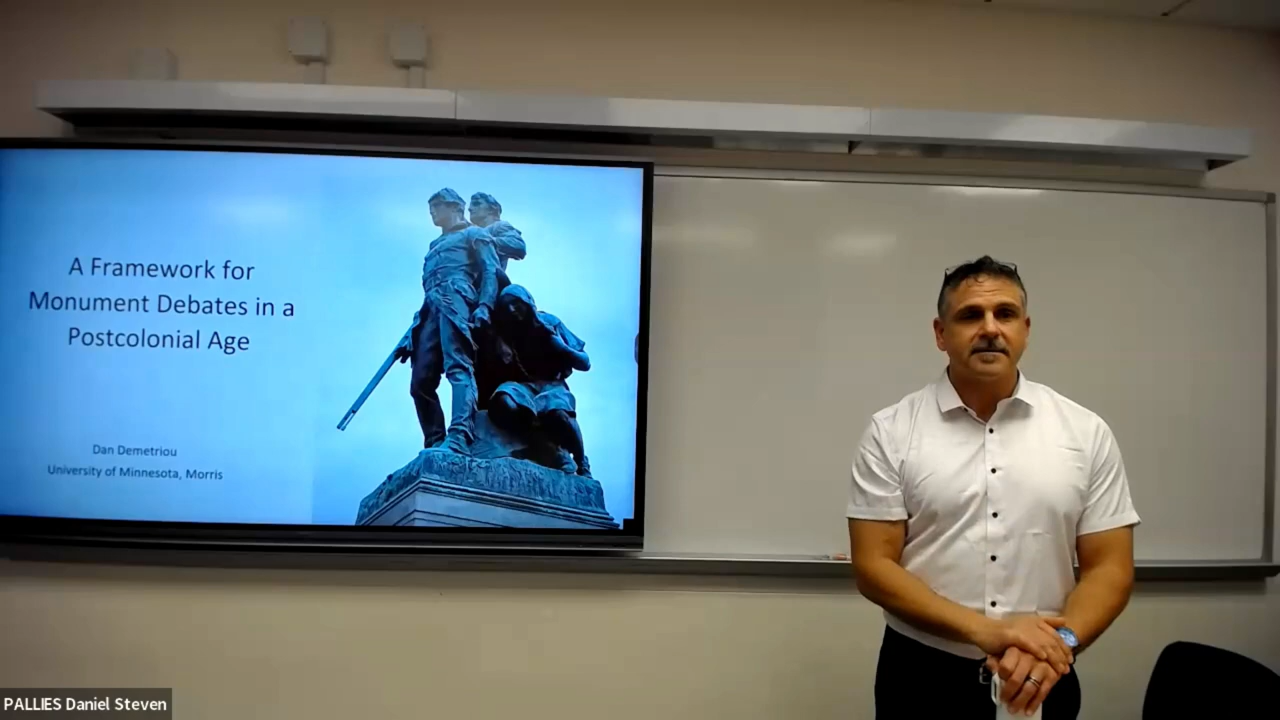 A Framework for
Monument Debates in a
Postcolonial Age
Dan Demetriou
University of Minnesota, Morris
PALLIES Daniel Steven